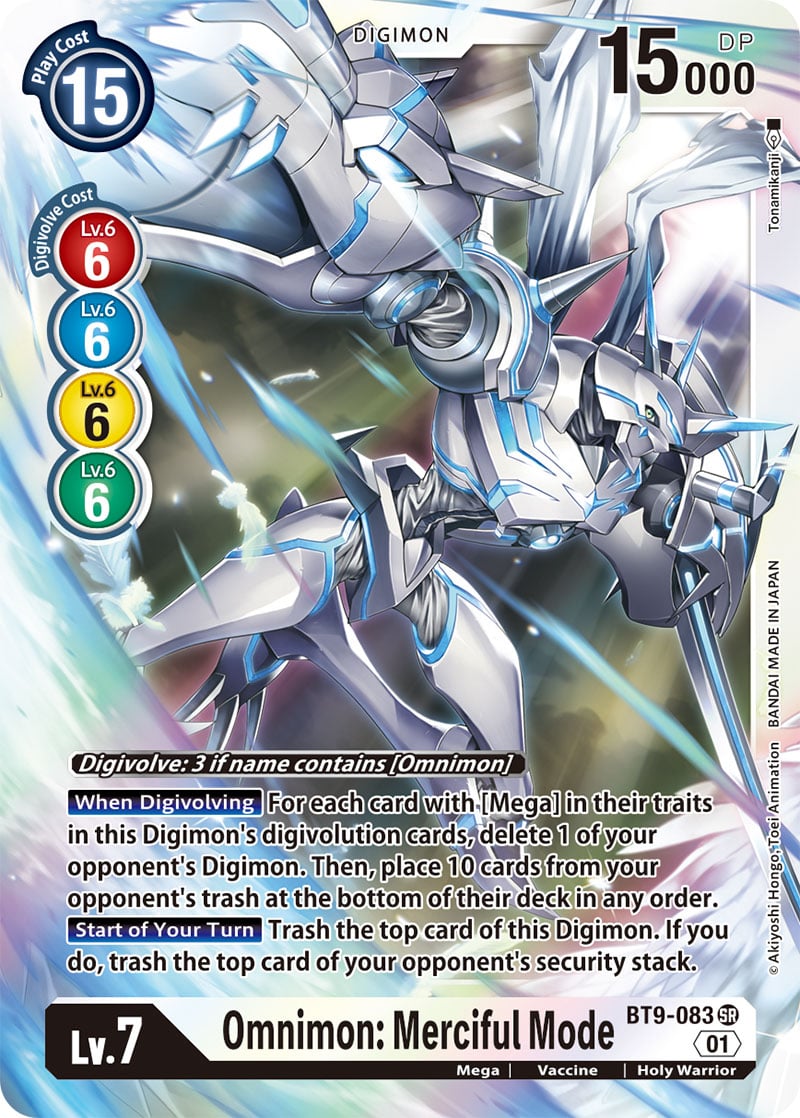 DIGIMON
Play Cost
15
15000
DP
Tonamikanji
Digivolve Cost
Lv.6
6
Lv.6
6
Lv.6
6
Lv.6
6
Digivolve: 3 if name contains [Omnimon]
When Digivolving For each card with [Mega] in their traits
in this Digimon's digivolution cards, delete 1 of your
opponent's Digimon. Then, place 10 cards from your
opponent's trash at the bottom of their deck in any order.
Start of Your Turn Trash the top card of this Digimon. If you
do, trash the top card of your opponent's security stack.
© Akiyoshi Hongo, Toei Animation BANDAI MADE IN JAPAN
Lv.7
Omnimon: Merciful Mode
BT9-083 SR
01
Mega | Vaccine | Holy Warrior